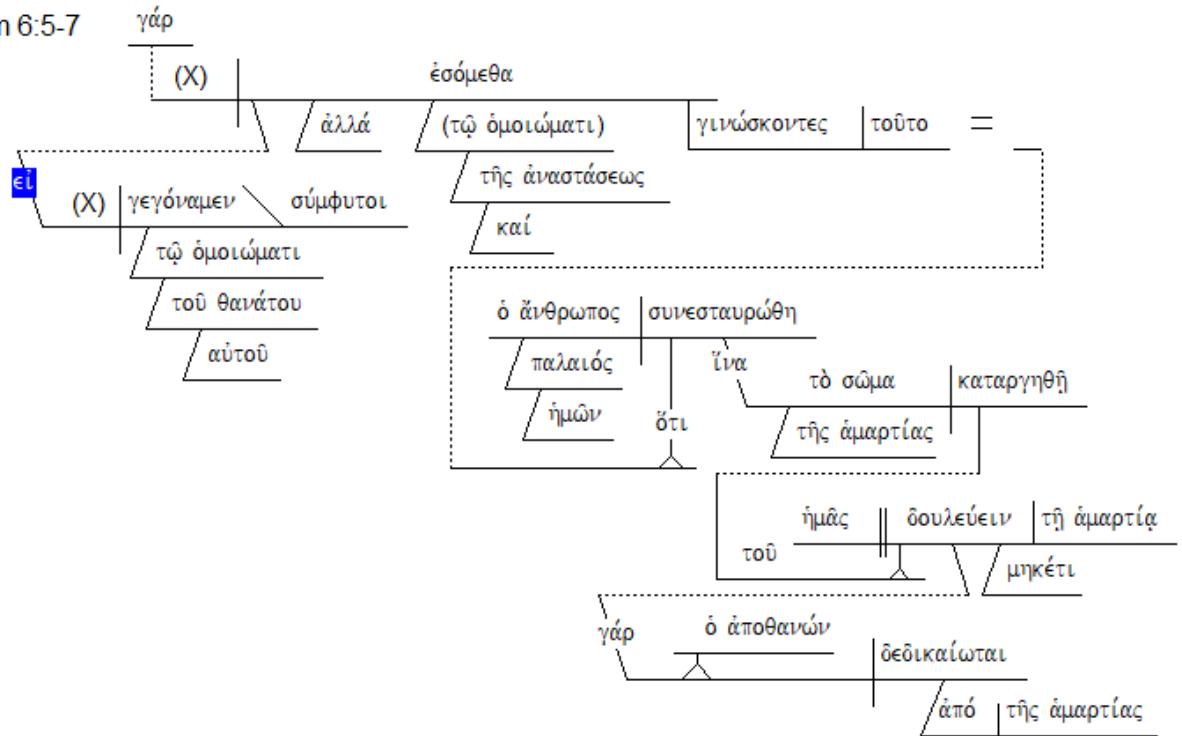 n 6:5-7
γάρ
(X) ἐσόμεθα
ἀλλά (τῷ ὁμοιώματι) γινώσκοντες τοῦτο =
τῆς ἀναστάσεως
εἰ
(X) γεγόναμεν σύμφυτοι
καί
τῷ ὁμοιώματι
τοῦ θανάτου
αὐτοῦ
ὁ ἄνθρωπος συνεσταυρώθη
παλαιός ἵνα
ἡμῶν ὅτι
τὸ σῶμα καταργηθῇ
τῆς ἁμαρτίας
ἡμᾶς δουλεύειν τῇ ἁμαρτίᾳ
τοῦ
μηκέτι
γάρ ὁ ἀποθανών
δεδικαίωται
ἀπό τῆς ἁμαρτίας